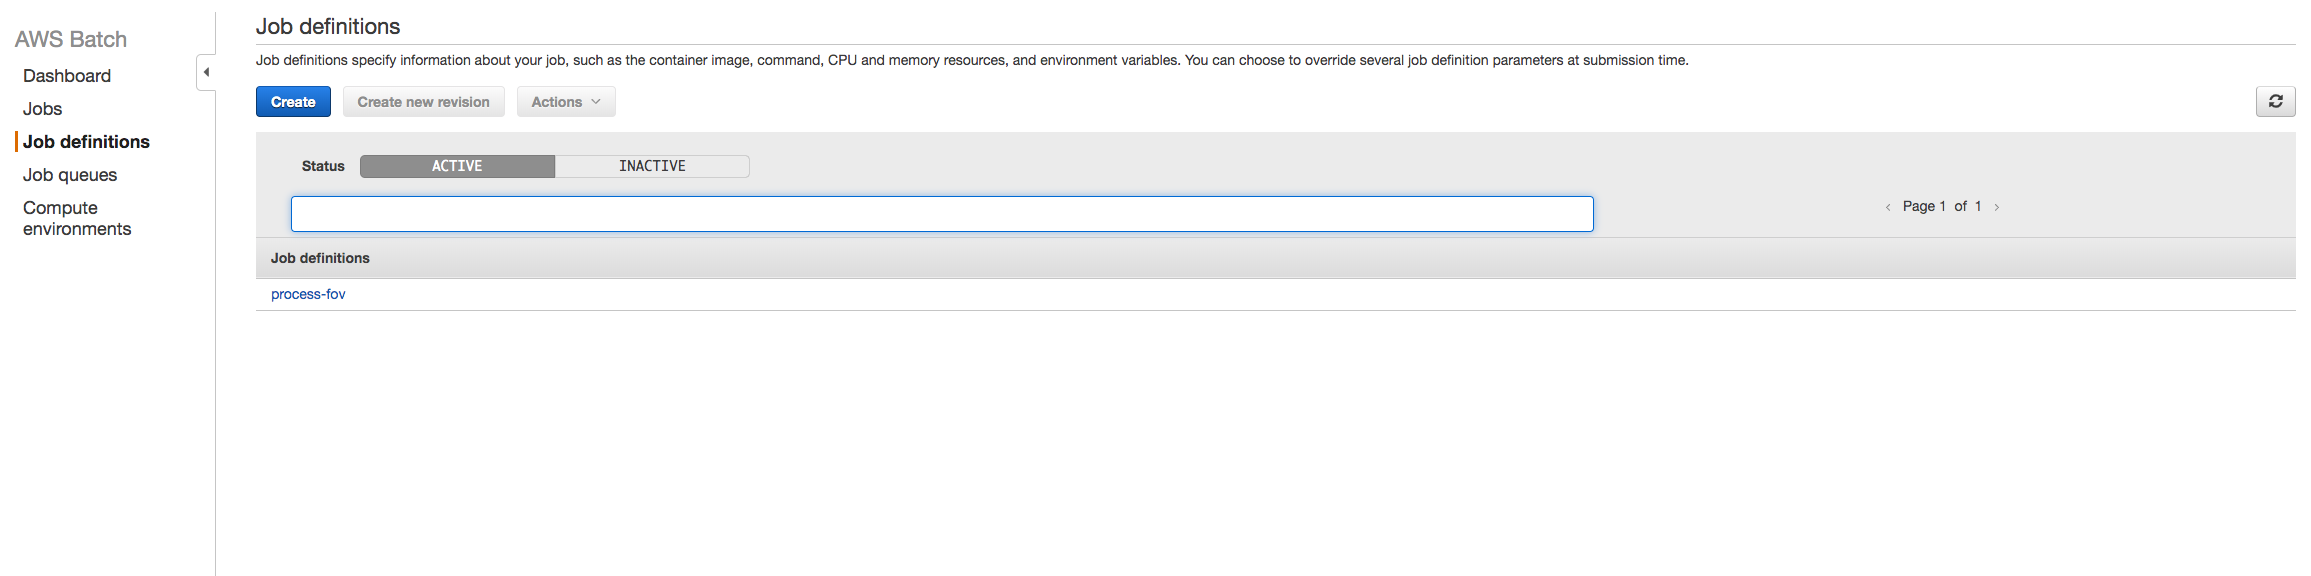 AWS Batch
Dashboard
Jobs
Job definitions
Job queues
Compute
environments
Job definitions
Job definitions specify information about your job, such as the container image, command, CPU and memory resources, and environment variables. You can choose to override several job definition parameters at submission time.
Create
Create new revision
Actions
Status
ACTIVE
INACTIVE
Page 1 of 1
Job definitions
process-fov